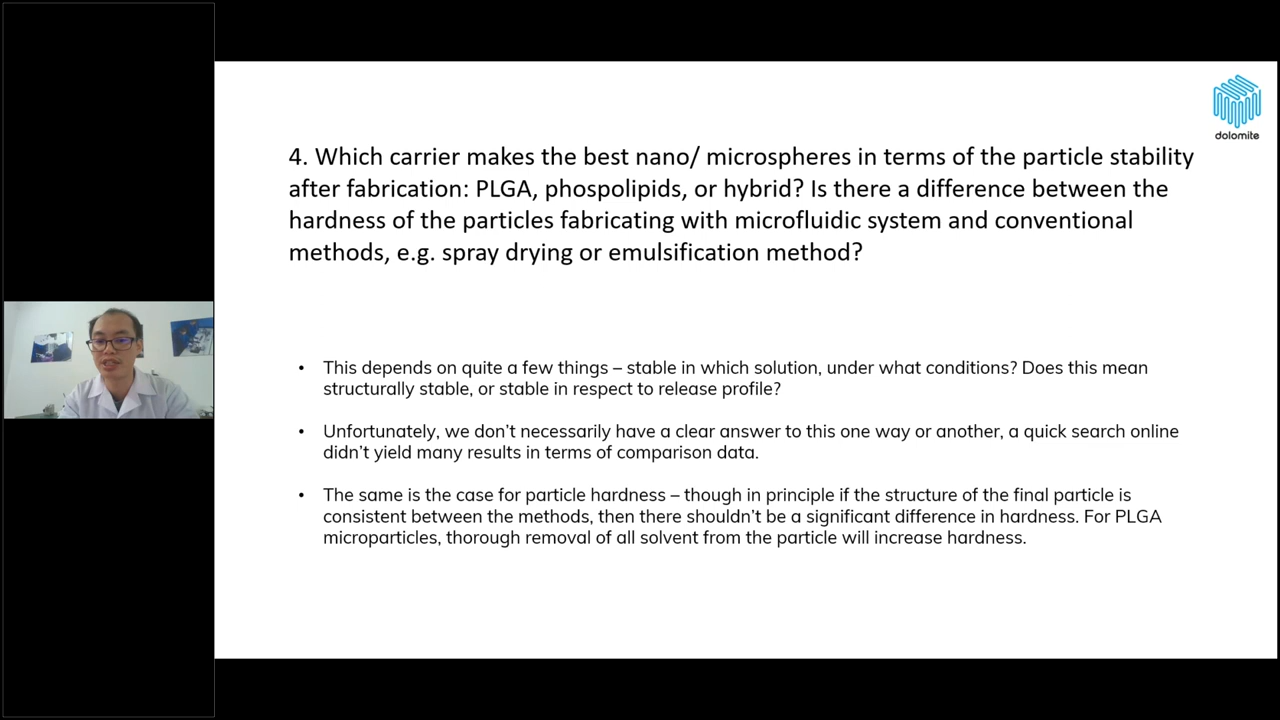 dolomite
4. Which carrier makes the best nano/ microspheres in terms of the particle stability
after fabrication: PLGA, phospolipids, or hybrid? Is there a difference between the
hardness of the particles fabricating with microfluidic system and conventional
methods, e.g. spray drying or emulsification method?
• This depends on quite a few things – stable in which solution, under what conditions? Does this mean
structurally stable, or stable in respect to release profile?
• Unfortunately, we don’t necessarily have a clear answer to this one way or another, a quick search online
didn’t yield many results in terms of comparison data.
• The same is the case for particle hardness – though in principle if the structure of the final particle is
consistent between the methods, then there shouldn’t be a significant difference in hardness. For PLGA
microparticles, thorough removal of all solvent from the particle will increase hardness.